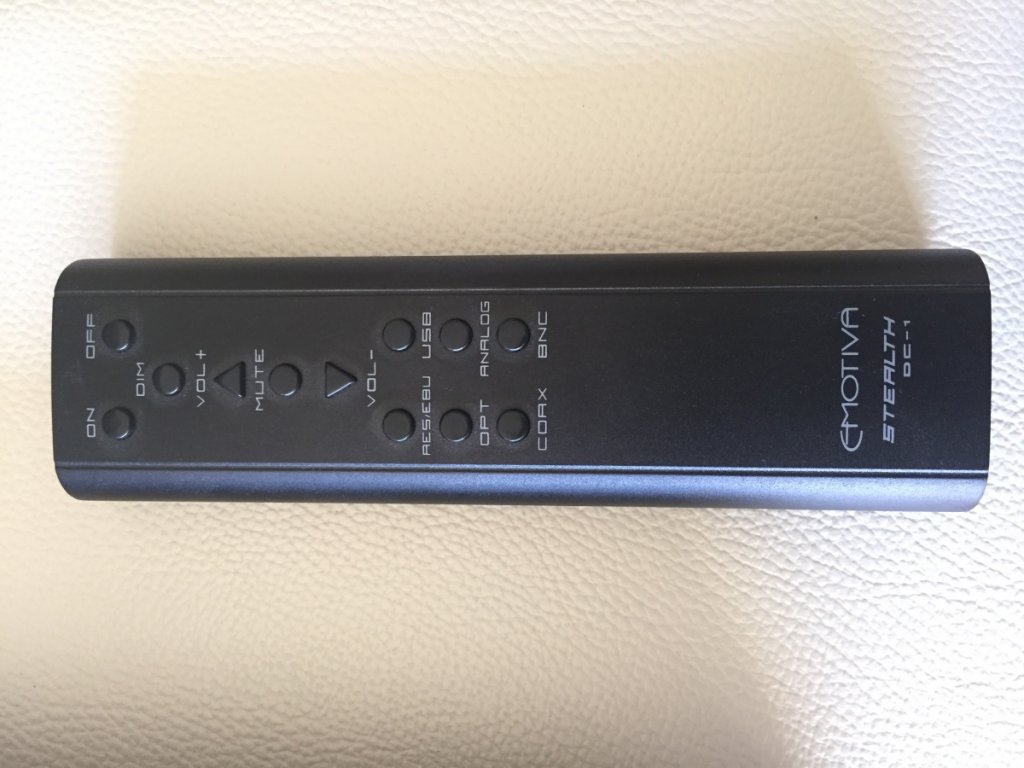 ON OFF
DIM
VOL+
MUTE
VOL-
AES/EBU USB
OPT ANALOG
COAX BNC
EMOTIVA
STEALTH
DC-1